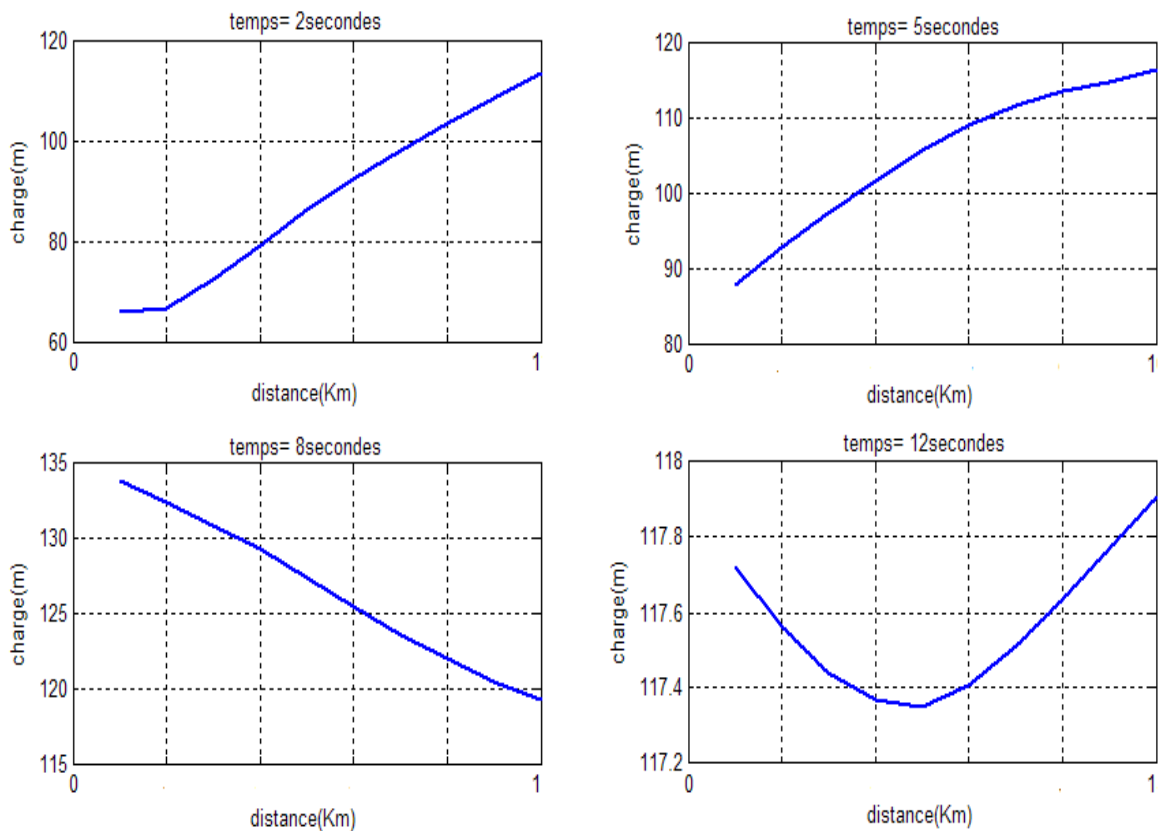 temps= 2secondes
120
100
80
60
charge(m)
0
1
distance(Km)
temps= 5secondes
120
110
100
90
80
charge(m)
0
1
distance(Km)
temps= 8secondes
135
130
125
120
115
charge(m)
0
1
distance(Km)
temps= 12secondes
118
117.8
117.6
117.4
117.2
charge(m)
0
1
distance(Km)